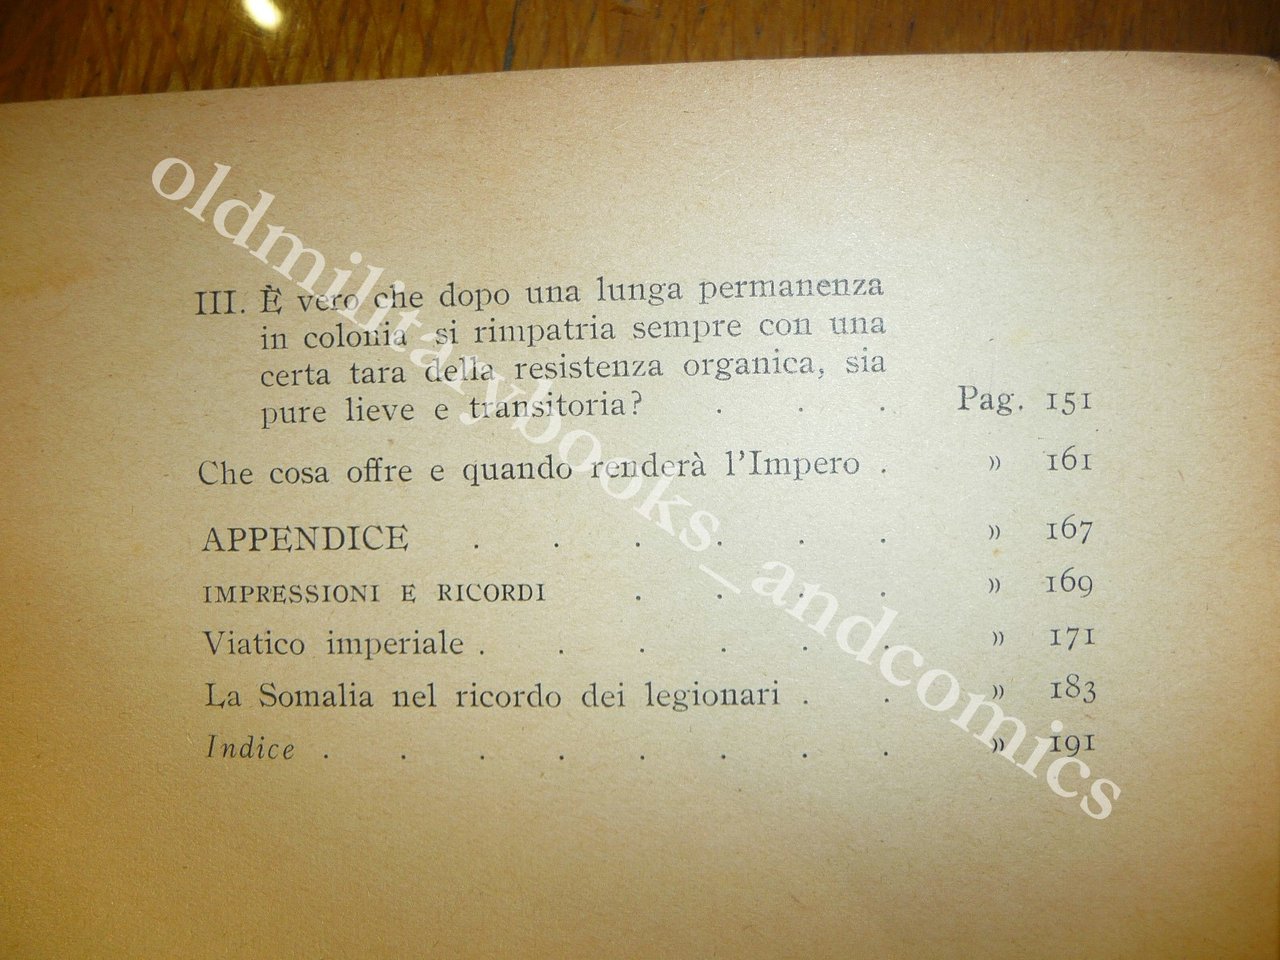 III. È vero che dopo una lunga permanenza
in colonia si rimpatria sempre con una
certa tara della resistenza organica, sia
pure lieve e transitoria? . . . Pag. 151
Che cosa offre e quando renderà l'Impero . » 161
APPENDICE . . . . . . » 167
IMPRESSIONI E RICORDI . . . . » 169
Viatico imperiale . . . . . . » 171
La Somalia nel ricordo dei legionari . . » 183
Indice . . . . . . . . » 191
oldmilitarybooks_andcomics